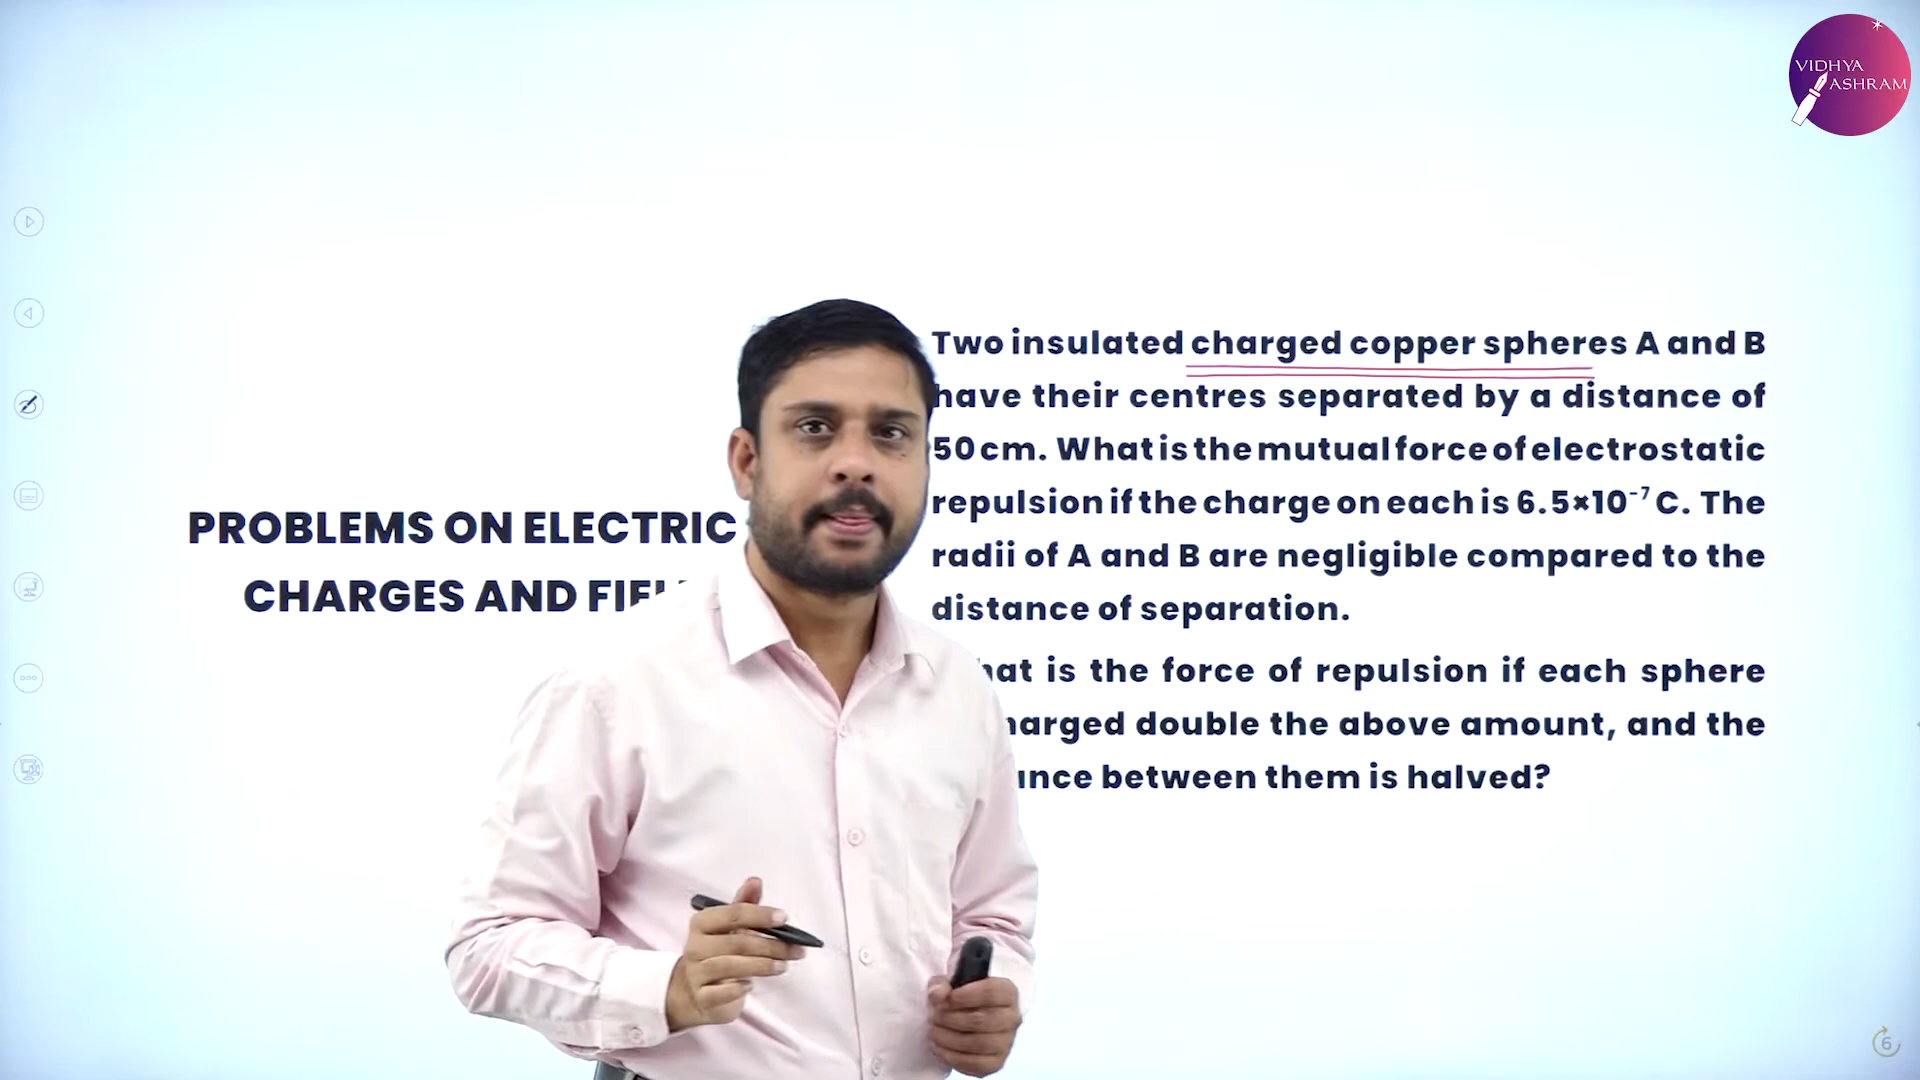 VIDHYA
ASHRAM
Two insulated charged copper spheres A and B
have their centres separated by a distance of
50 cm. What is the mutual force of electrostatic
repulsion if the charge on each is 6.5×10⁻⁷ C. The
radii of A and B are negligible compared to the
distance of separation.
is the force of repulsion if each sphere
double the above amount, and the
between them is halved?
PROBLEMS ON ELECTRIC
CHARGES AND
6